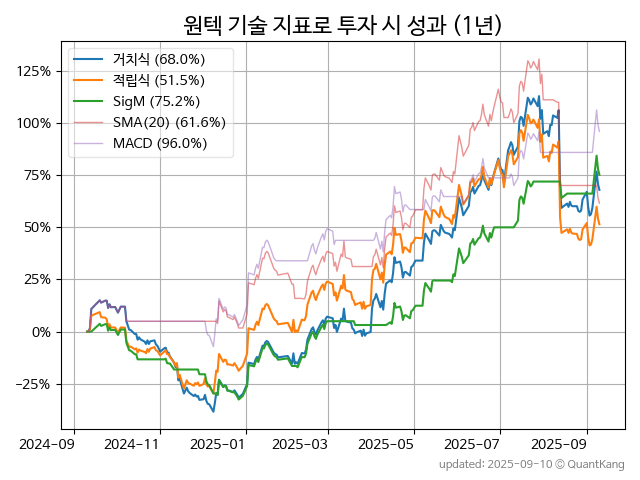 원텍 기술 지표로 투자 시 성과 (1년)
거치식 (68.0%)
적립식 (51.5%)
SigM (75.2%)
SMA(20) (61.6%)
MACD (96.0%)
125%
100%
75%
50%
25%
0%
−25%
2024-09 2024-11 2025-01 2025-03 2025-05 2025-07 2025-09
updated: 2025-09-10 © QuantKang